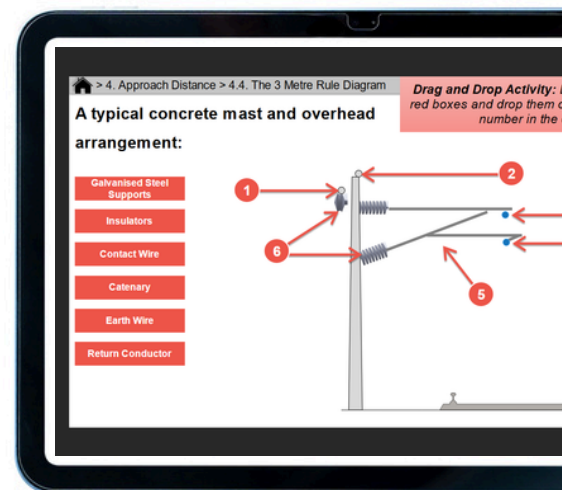 > 4. Approach Distance > 4.4. The 3 Metre Rule Diagram
Drag and Drop Activity:
red boxes and drop them
number in the
A typical concrete mast and overhead
arrangement:
Galvanised Steel
Supports
Insulators
Contact Wire
Catenary
Earth Wire
Return Conductor
1
2
6
5